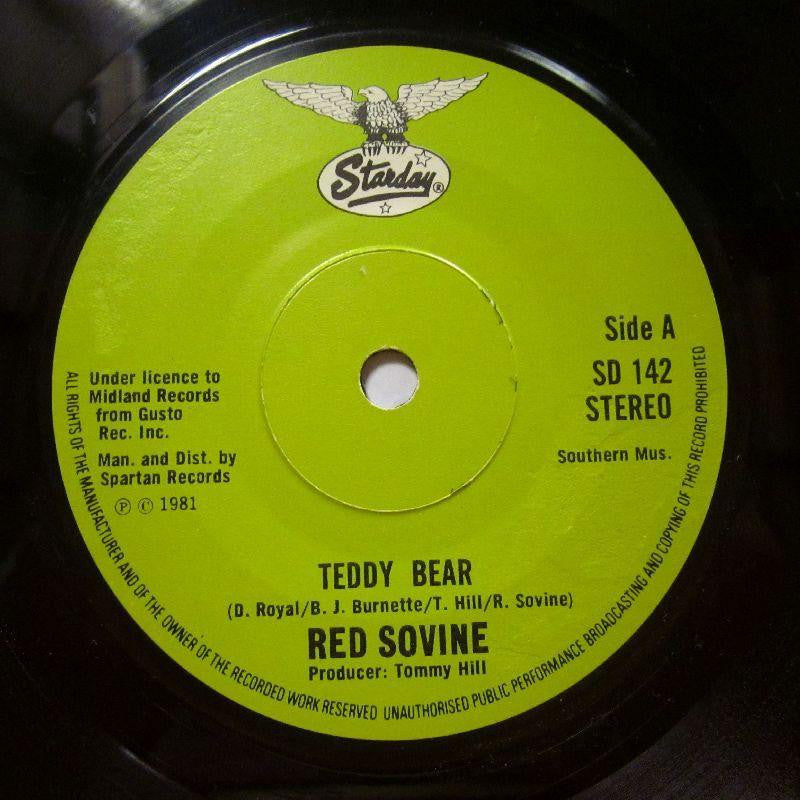 Starday®
Side A
SD 142
STEREO
Under licence to
Midland Records
from Gusto
Rec. Inc.
Southern Mus.
Man. and Dist. by
Spartan Records
℗ © 1981
TEDDY BEAR
(D. Royal/B. J. Burnette/T. Hill/R. Sovine)
RED SOVINE
Producer: Tommy Hill
ALL RIGHTS OF THE MANUFACTURER AND OF THE OWNER OF THE RECORDED WORK RESERVED UNAUTHORISED PUBLIC PERFORMANCE BROADCASTING AND COPYING OF THIS RECORD PROHIBITED